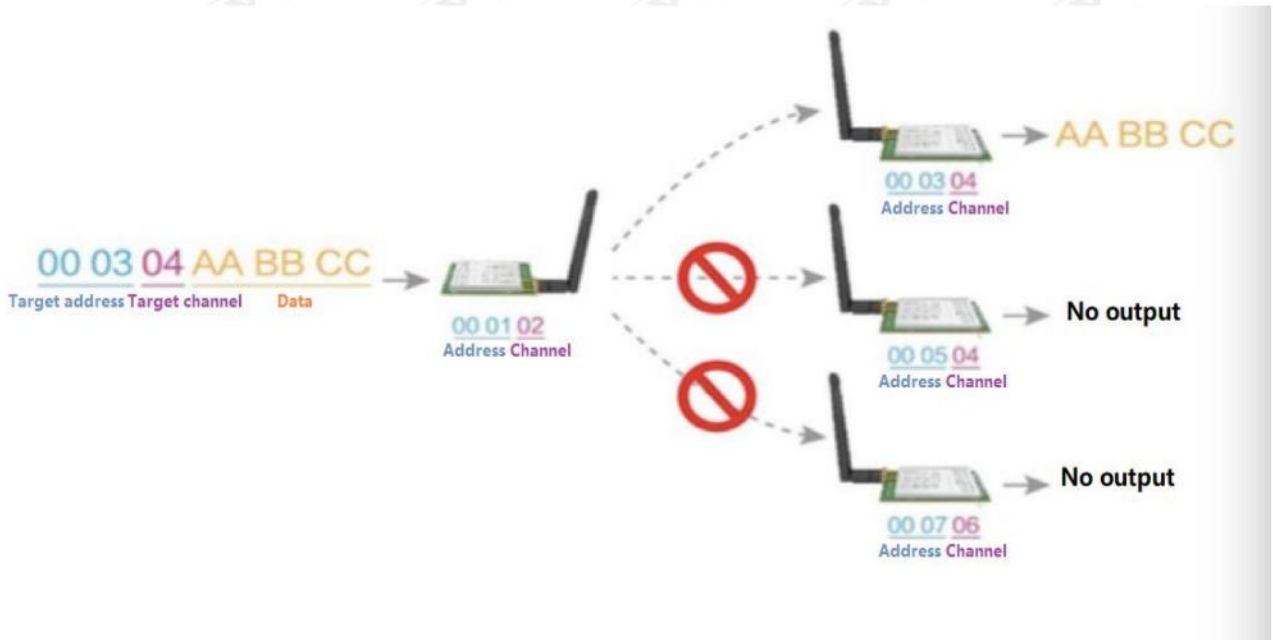 00 03 04 AA BB CC
Target address Target channel Data
00 01 02
Address Channel
AA BB CC
00 03 04
Address Channel
No output
00 05 04
Address Channel
No output
00 07 06
Address Channel